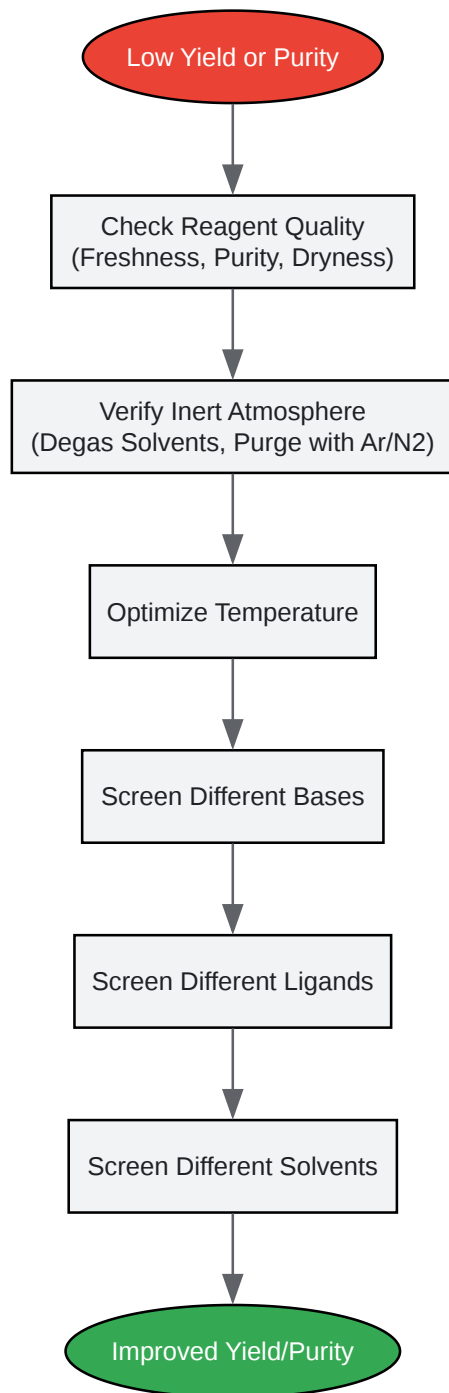 Low Yield or Purity
Check Reagent Quality
(Freshness, Purity, Dryness)
Verify Inert Atmosphere
(Degas Solvents, Purge with Ar/N2)
Optimize Temperature
Screen Different Bases
Screen Different Ligands
Screen Different Solvents
Improved Yield/Purity